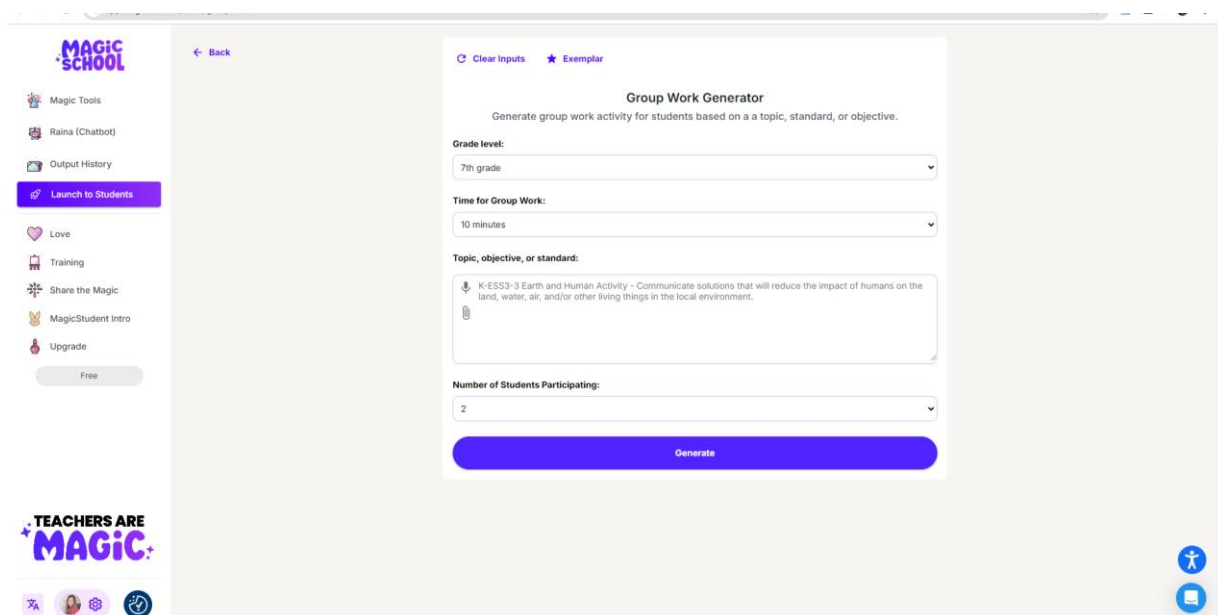 MAGiC
SCHOOL
Magic Tools
Raina (Chatbot)
Output History
Launch to Students
Love
Training
Share the Magic
MagicStudent Intro
Upgrade
Free
TEACHERS ARE
MAGiC
Back
Clear Inputs
Exemplar
Group Work Generator
Generate group work activity for students based on a a topic, standard, or objective.
Grade level:
7th grade
Time for Group Work:
10 minutes
Topic, objective, or standard:
K-ESS3-3 Earth and Human Activity - Communicate solutions that will reduce the impact of humans on the
land, water, air, and/or other living things in the local environment.
Number of Students Participating:
2
Generate